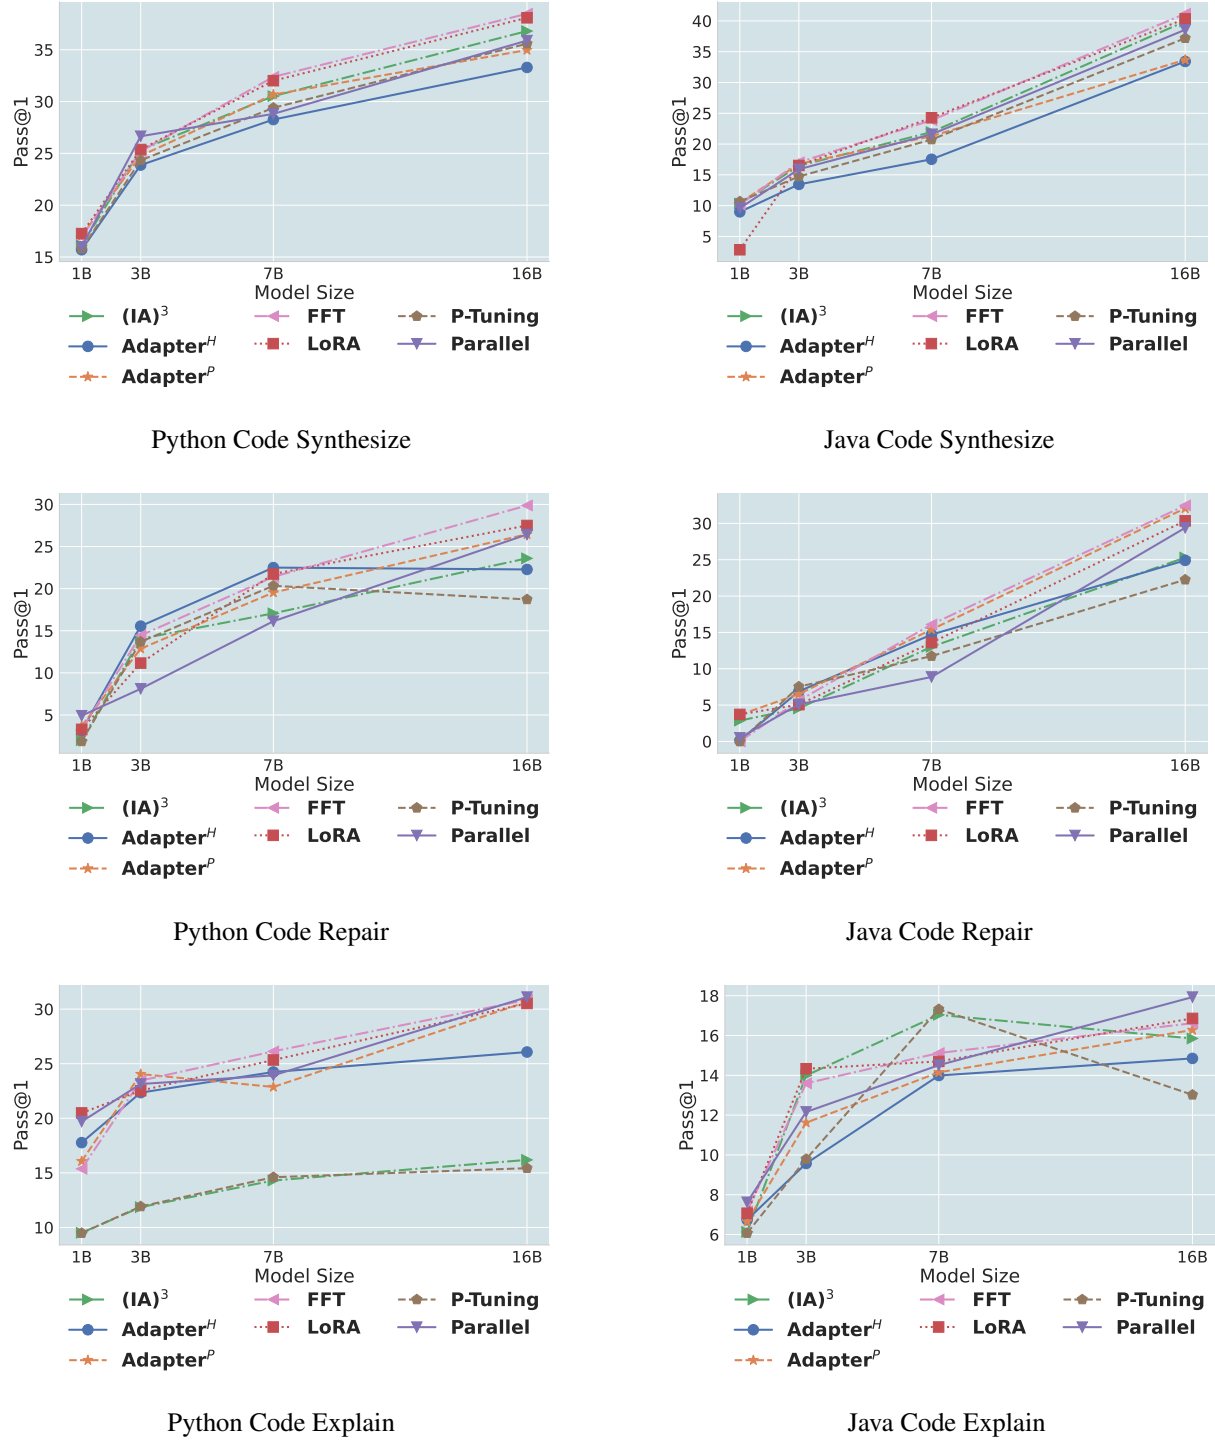 Pass@1
35
30
25
20
15
1B 3B 7B 16B
Model Size
(IA)³ FFT P-Tuning
Adapterᴴ LoRA Parallel
Adapterᴾ
Python Code Synthesize
Pass@1
40
35
30
25
20
15
10
5
1B 3B 7B 16B
Model Size
(IA)³ FFT P-Tuning
Adapterᴴ LoRA Parallel
Adapterᴾ
Java Code Synthesize
Pass@1
30
25
20
15
10
5
1B 3B 7B 16B
Model Size
(IA)³ FFT P-Tuning
Adapterᴴ LoRA Parallel
Adapterᴾ
Python Code Repair
Pass@1
30
25
20
15
10
5
0
1B 3B 7B 16B
Model Size
(IA)³ FFT P-Tuning
Adapterᴴ LoRA Parallel
Adapterᴾ
Java Code Repair
Pass@1
30
25
20
15
10
1B 3B 7B 16B
Model Size
(IA)³ FFT P-Tuning
Adapterᴴ LoRA Parallel
Adapterᴾ
Python Code Explain
Pass@1
18
16
14
12
10
8
6
1B 3B 7B 16B
Model Size
(IA)³ FFT P-Tuning
Adapterᴴ LoRA Parallel
Adapterᴾ
Java Code Explain